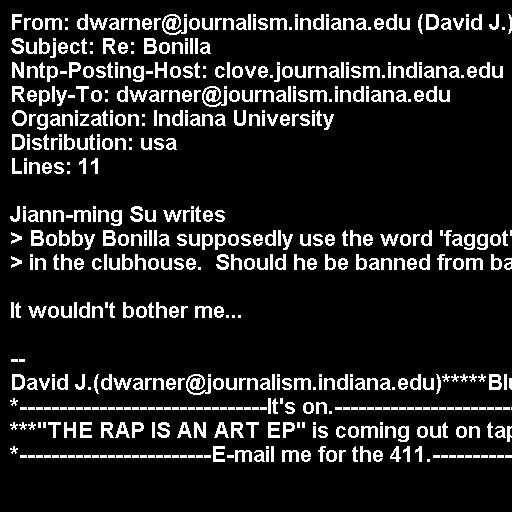 From: dwarner@journalism.indiana.edu (David J.)
Subject: Re: Bonilla
Nntp-Posting-Host: clove.journalism.indiana.edu
Reply-To: dwarner@journalism.indiana.edu
Organization: Indiana University
Distribution: usa
Lines: 11

Jiann-ming Su writes
> Bobby Bonilla supposedly use the word 'faggot'
> in the clubhouse.  Should he be banned from ba

It wouldn't bother me...

--
David J.(dwarner@journalism.indiana.edu)*****Blu
*-------------------------------It's on.-----------------------
***"THE RAP IS AN ART EP" is coming out on tap
*------------------------E-mail me for the 411.----------